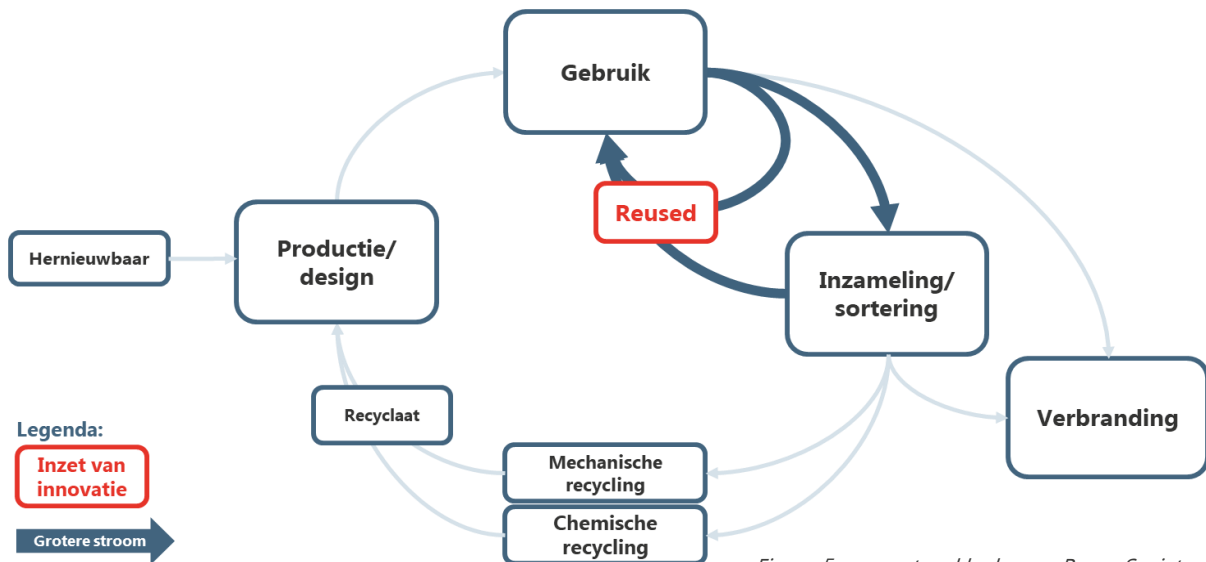 Gebruik
Reused
Productie/
design
Hernieuwbaar
Inzameling/
sortering
Verbranding
Recyclaat
Mechanische
recycling
Chemische
recycling
Legenda:
Inzet van
innovatie
Grotere stroom